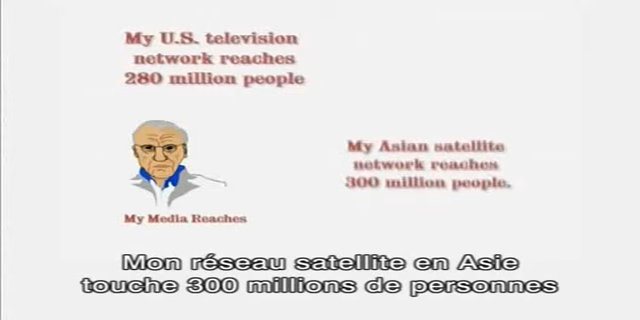 My U.S. television
network reaches
280 million people
My Asian satellite
network reaches
300 million people.
My Media Reaches
Mon réseau satellite en Asie
touche 300 millions de personnes